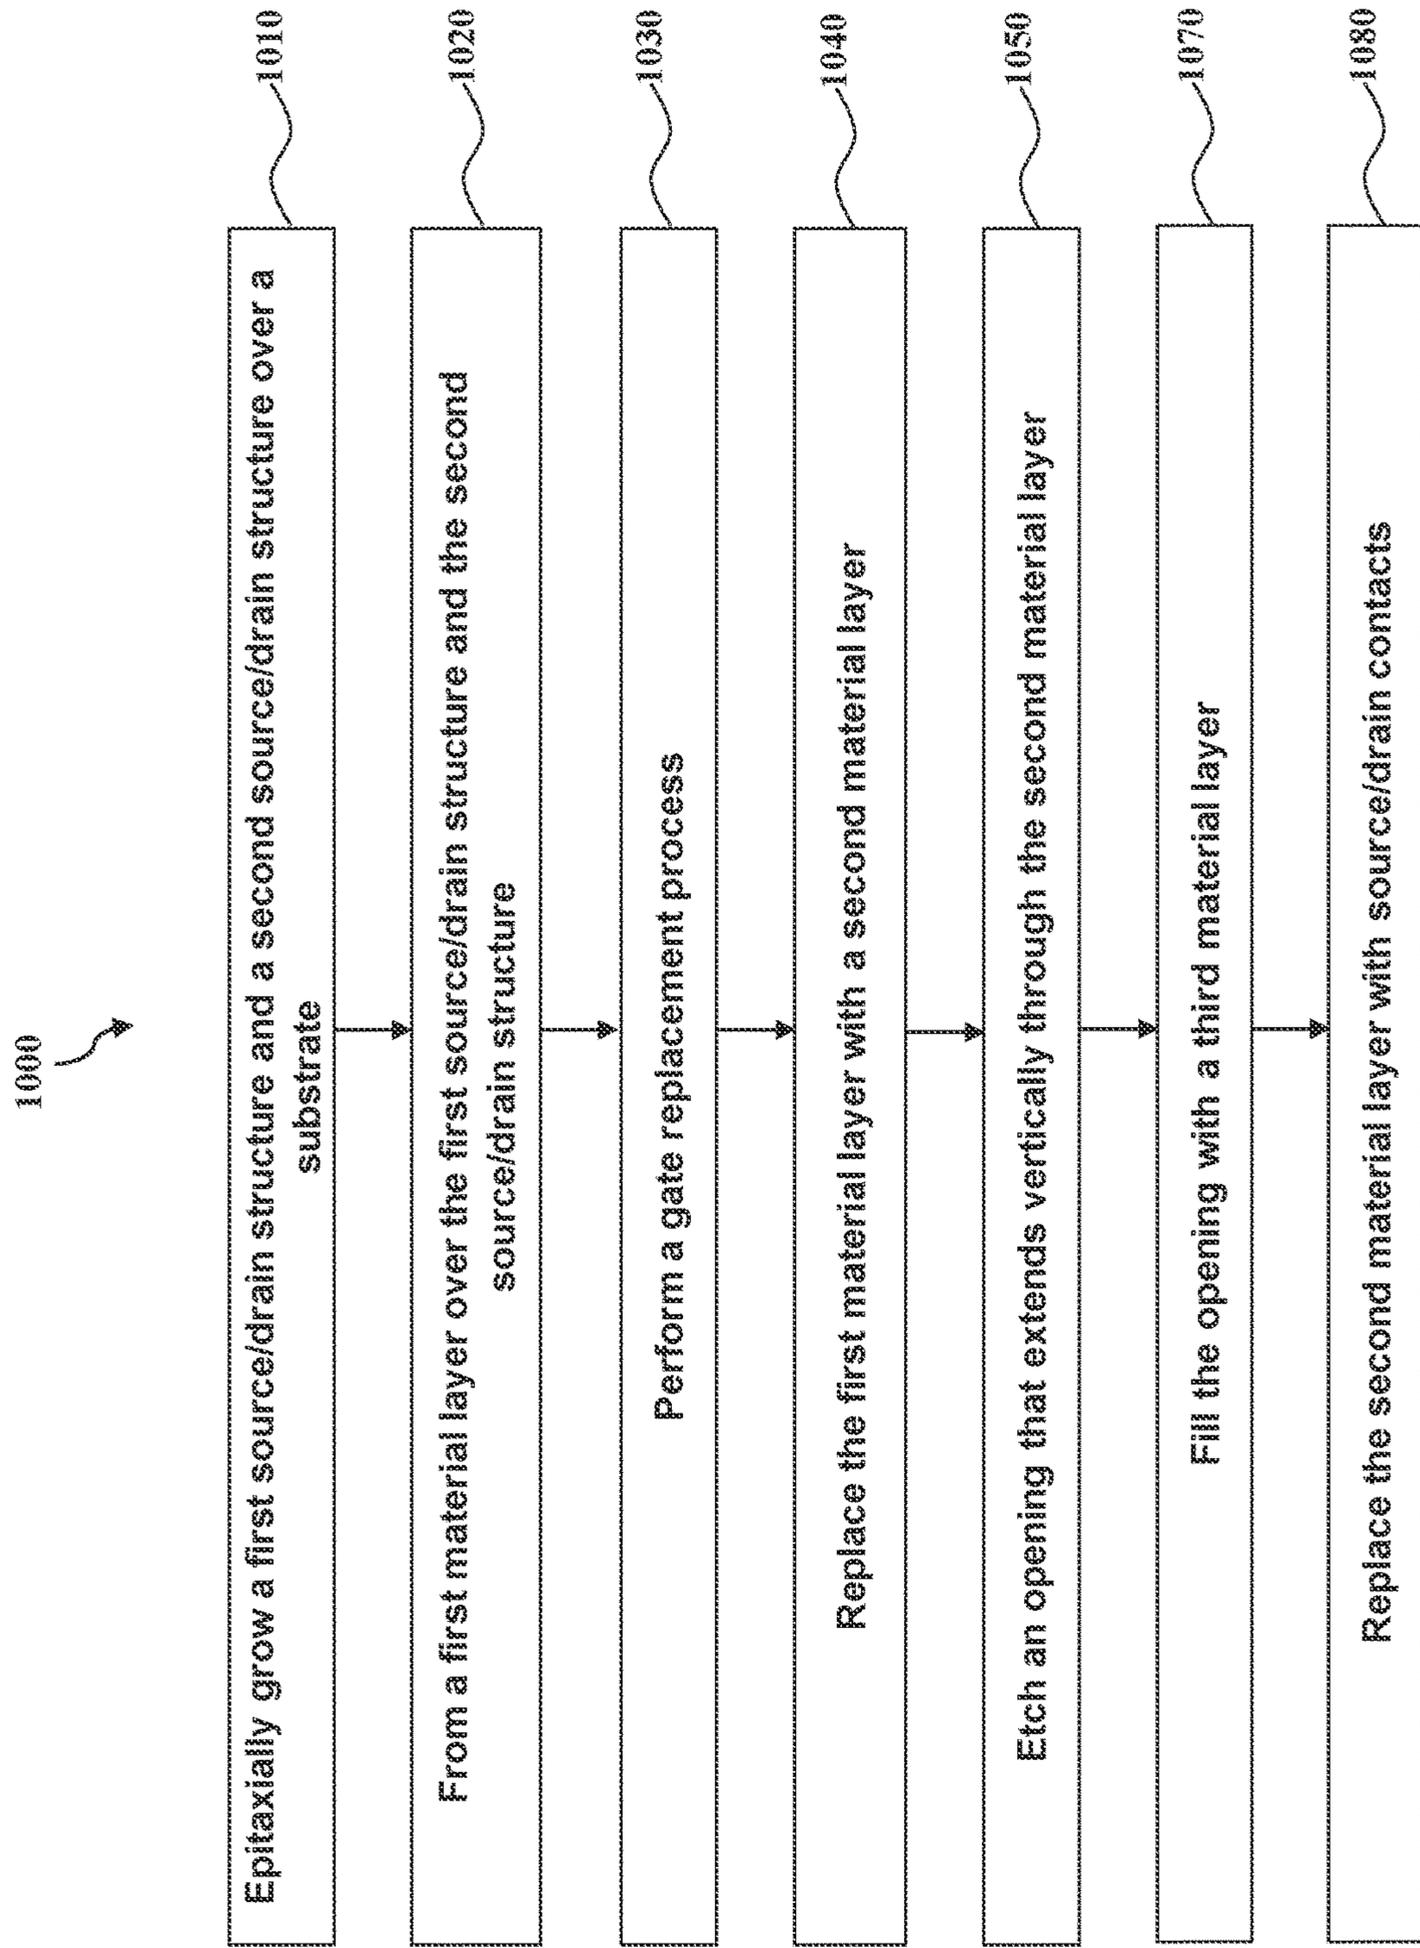 1000
Epitaxially grow a first source/drain structure and a second source/drain structure over a
substrate
1010
From a first material layer over the first source/drain structure and the second
source/drain structure
1020
Perform a gate replacement process
1030
Replace the first material layer with a second material layer
1040
Etch an opening that extends vertically through the second material layer
1050
Fill the opening with a third material layer
1070
Replace the second material layer with source/drain contacts
1080